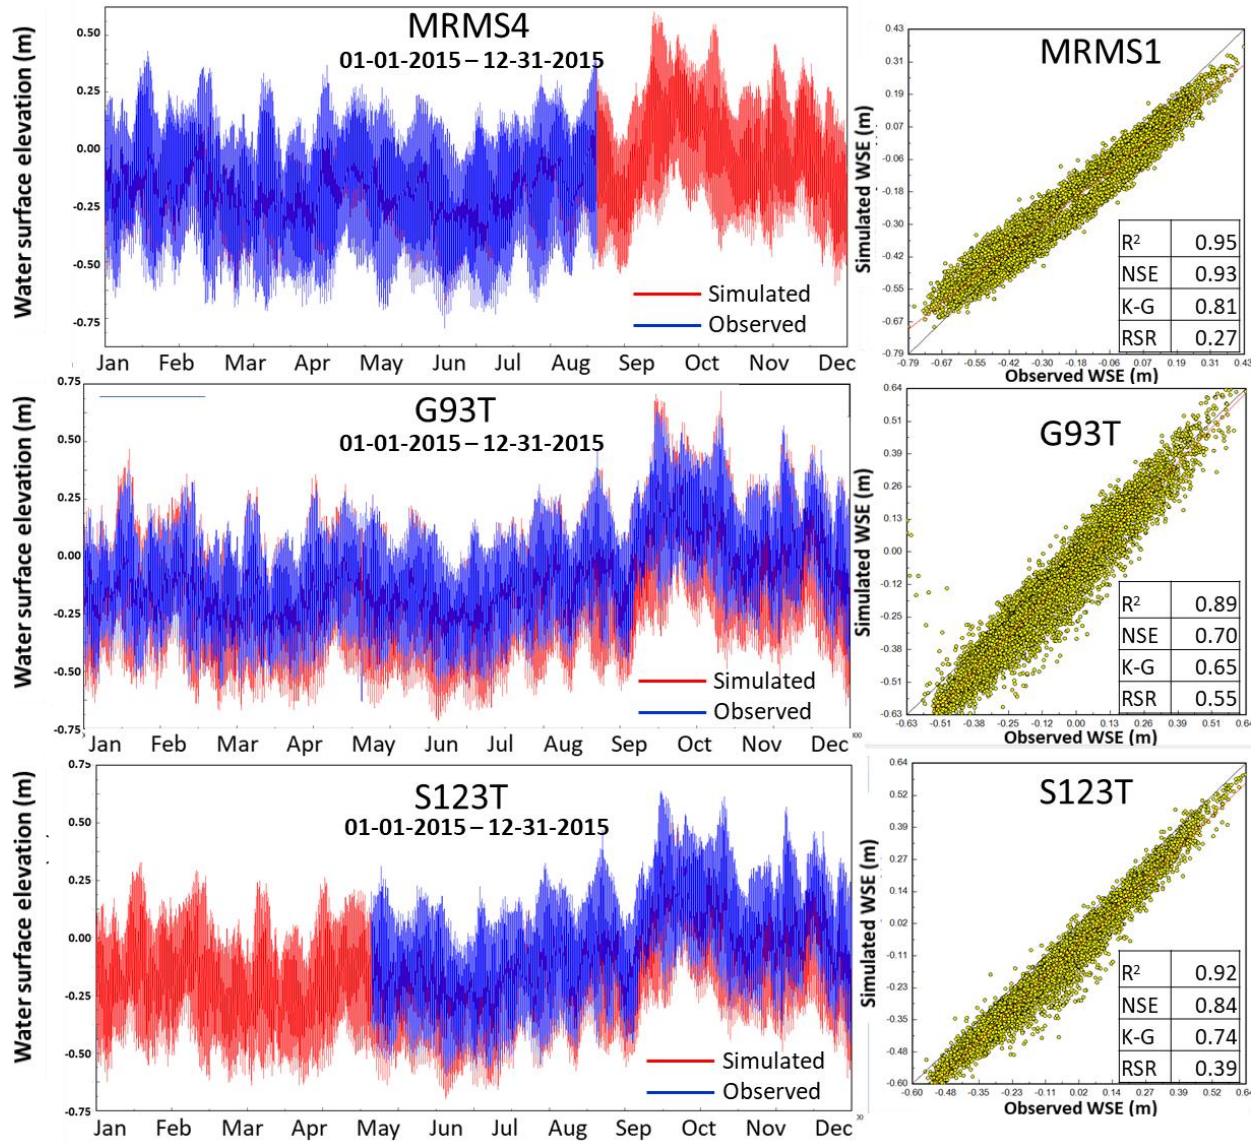 MRMS4
01-01-2015 – 12-31-2015
Water surface elevation (m)
0.50
0.25
0.00
-0.25
-0.50
-0.75
Simulated
Observed
Jan Feb Mar Apr May Jun Jul Aug Sep Oct Nov Dec
MRMS1
Simulated WSE (m)
0.43
0.31
0.19
0.07
-0.06
-0.18
-0.30
-0.42
-0.55
-0.67
-0.79
R² 0.95
NSE 0.93
K-G 0.81
RSR 0.27
-0.79 -0.67 -0.55 -0.42 -0.30 -0.18 -0.06 0.07 0.19 0.31 0.43
Observed WSE (m)
G93T
01-01-2015 – 12-31-2015
Water surface elevation (m)
0.75
0.50
0.25
0.00
-0.25
-0.50
-0.75
Simulated
Observed
Jan Feb Mar Apr May Jun Jul Aug Sep Oct Nov Dec
G93T
Simulated WSE (m)
0.64
0.51
0.39
0.26
0.13
0.00
-0.12
-0.25
-0.38
-0.51
-0.63
R² 0.89
NSE 0.70
K-G 0.65
RSR 0.55
-0.63 -0.51 -0.38 -0.25 -0.12 0.00 0.13 0.26 0.39 0.51 0.64
Observed WSE (m)
S123T
01-01-2015 – 12-31-2015
Water surface elevation (m)
0.75
0.50
0.25
0.00
-0.25
-0.50
-0.75
Simulated
Observed
Jan Feb Mar Apr May Jun Jul Aug Sep Oct Nov Dec
S123T
Simulated WSE (m)
0.64
0.52
0.39
0.27
0.14
0.02
-0.11
-0.23
-0.35
-0.48
-0.60
R² 0.92
NSE 0.84
K-G 0.74
RSR 0.39
-0.60 -0.48 -0.35 -0.23 -0.11 0.02 0.14 0.27 0.39 0.52 0.64
Observed WSE (m)